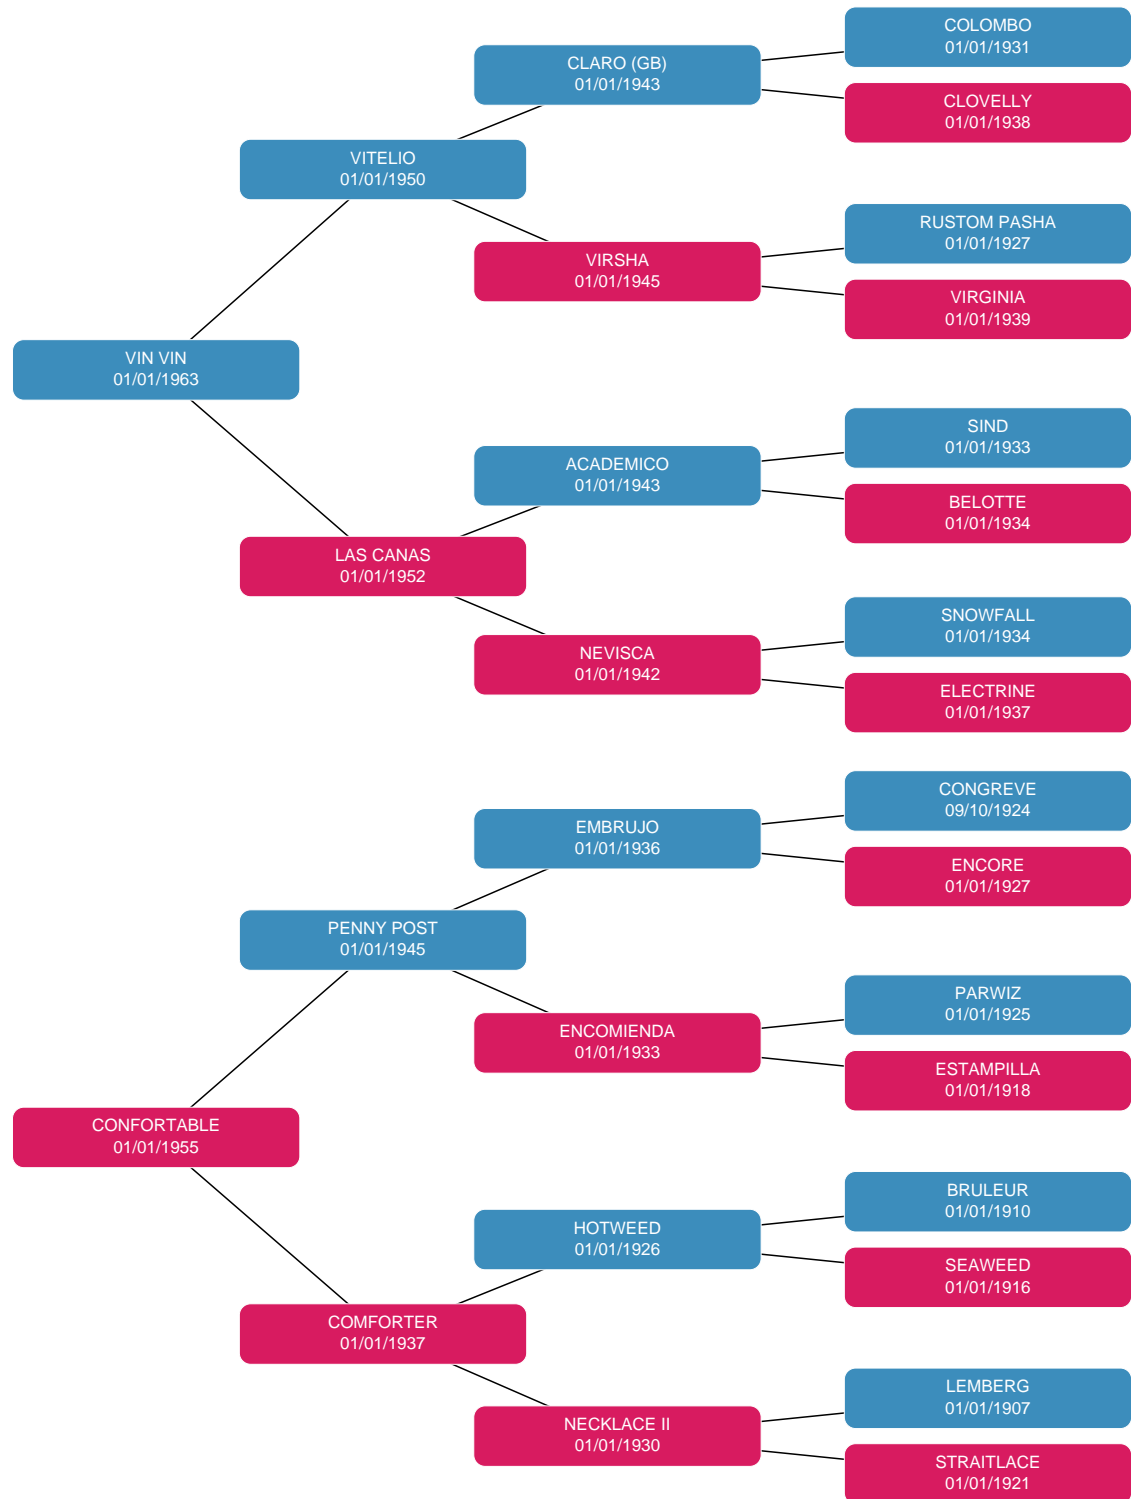 COLOMBO
01/01/1931
CLARO (GB)
01/01/1943
CLOVELLY
01/01/1938
VITELIO
01/01/1950
RUSTOM PASHA
01/01/1927
VIRSHA
01/01/1945
VIRGINIA
01/01/1939
VIN VIN
01/01/1963
SIND
01/01/1933
ACADEMICO
01/01/1943
BELOTTE
01/01/1934
LAS CANAS
01/01/1952
SNOWFALL
01/01/1934
NEVISCA
01/01/1942
ELECTRINE
01/01/1937
CONGREVE
09/10/1924
EMBRUJO
01/01/1936
ENCORE
01/01/1927
PENNY POST
01/01/1945
PARWIZ
01/01/1925
ENCOMIENDA
01/01/1933
ESTAMPILLA
01/01/1918
CONFORTABLE
01/01/1955
BRULEUR
01/01/1910
HOTWEED
01/01/1926
SEAWEED
01/01/1916
COMFORTER
01/01/1937
LEMBERG
01/01/1907
NECKLACE II
01/01/1930
STRAITLACE
01/01/1921